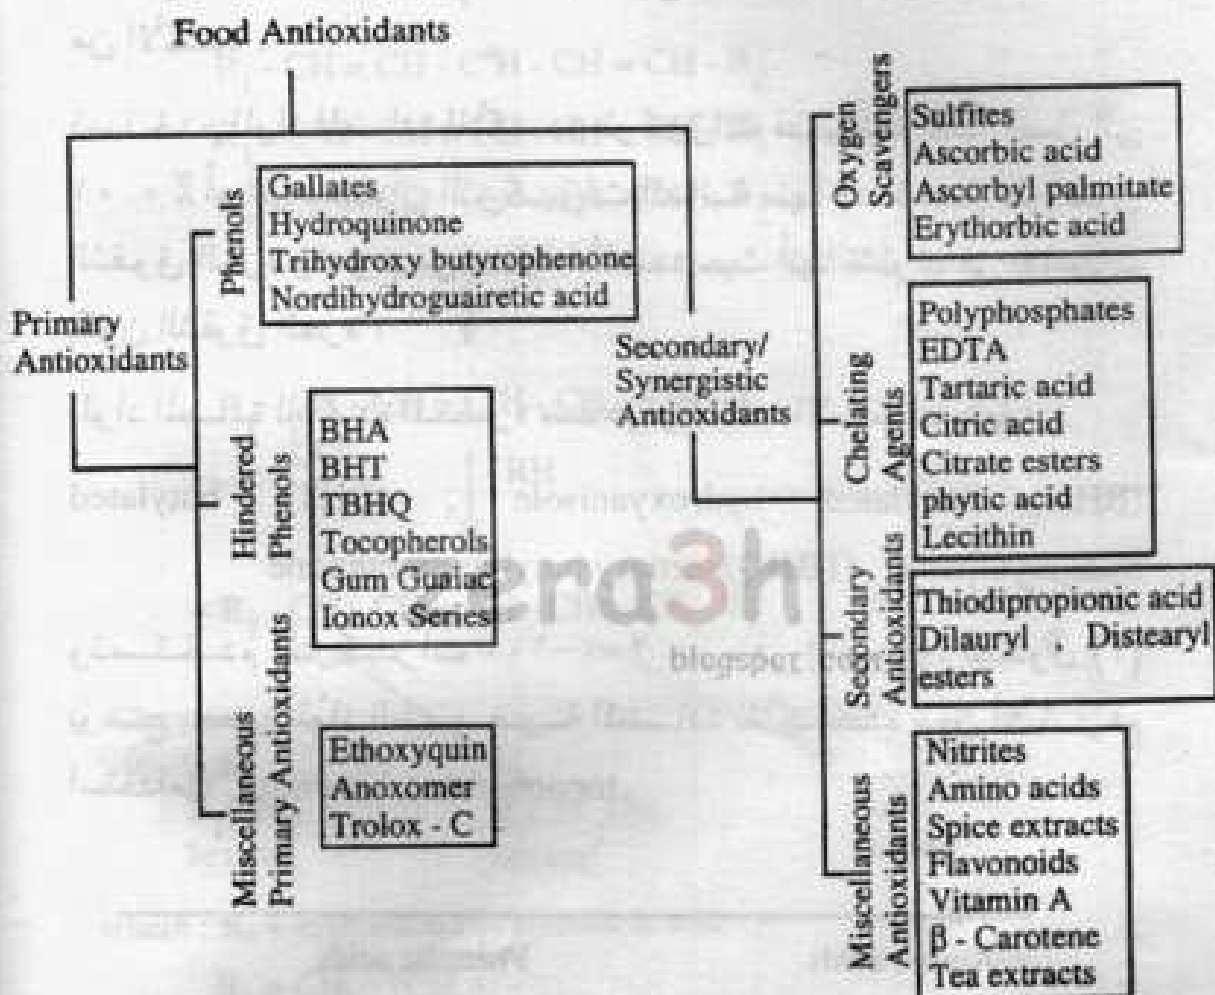 Food Antioxidants
Primary
Antioxidants
Phenols
Gallates
Hydroquinone
Trihydroxy butyrophenone
Nordihydroguairetic acid
Hindered
Phenols
BHA
BHT
TBHQ
Tocopherols
Gum Guaiac
Ionox Series
Miscellaneous
Primary Antioxidants
Ethoxyquin
Anoxomer
Trolox - C
Secondary/
Synergistic
Antioxidants
Oxygen
Scavengers
Sulfites
Ascorbic acid
Ascorbyl palmitate
Erythorbic acid
Chelating
Agents
Polyphosphates
EDTA
Tartaric acid
Citric acid
Citrate esters
phytic acid
Lecithin
Secondary
Antioxidants
Thiodipropionic acid
Dilauryl , Distearyl
esters
Miscellaneous
Antioxidants
Nitrites
Amino acids
Spice extracts
Flavonoids
Vitamin A
β - Carotene
Tea extracts
era3h
blogspot